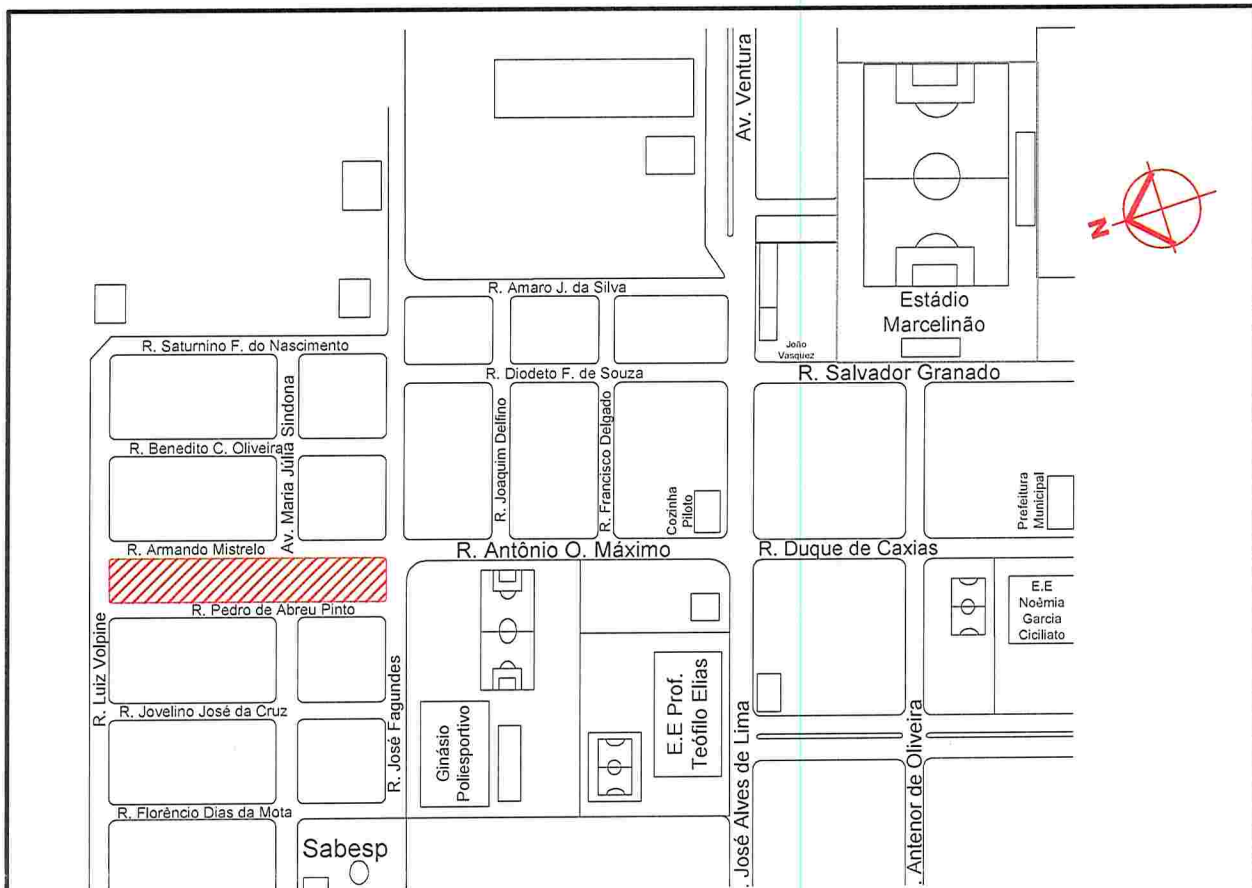 Av. Ventura
N
R. Amaro J. da Silva
Estádio
Marcelinão
João
Vasquez
R. Saturnino F. do Nascimento
R. Diodeto F. de Souza
R. Salvador Granado
Av. Maria Júlia Sindona
R. Joaquim Delfino
R. Francisco Delgado
R. Benedito C. Oliveira
Cozinha
Piloto
Prefeitura
Municipal
R. Armando Mistrelo
R. Antônio O. Máximo
R. Duque de Caxias
R. Pedro de Abreu Pinto
E.E
Noêmia
Garcia
Ciciliato
R. Luiz Volpine
R. José Fagundes
E.E Prof.
Teófilo Elias
R. Jovelino José da Cruz
Ginásio
Poliesportivo
. José Alves de Lima
. Antenor de Oliveira
R. Florêncio Dias da Mota
Sabesp